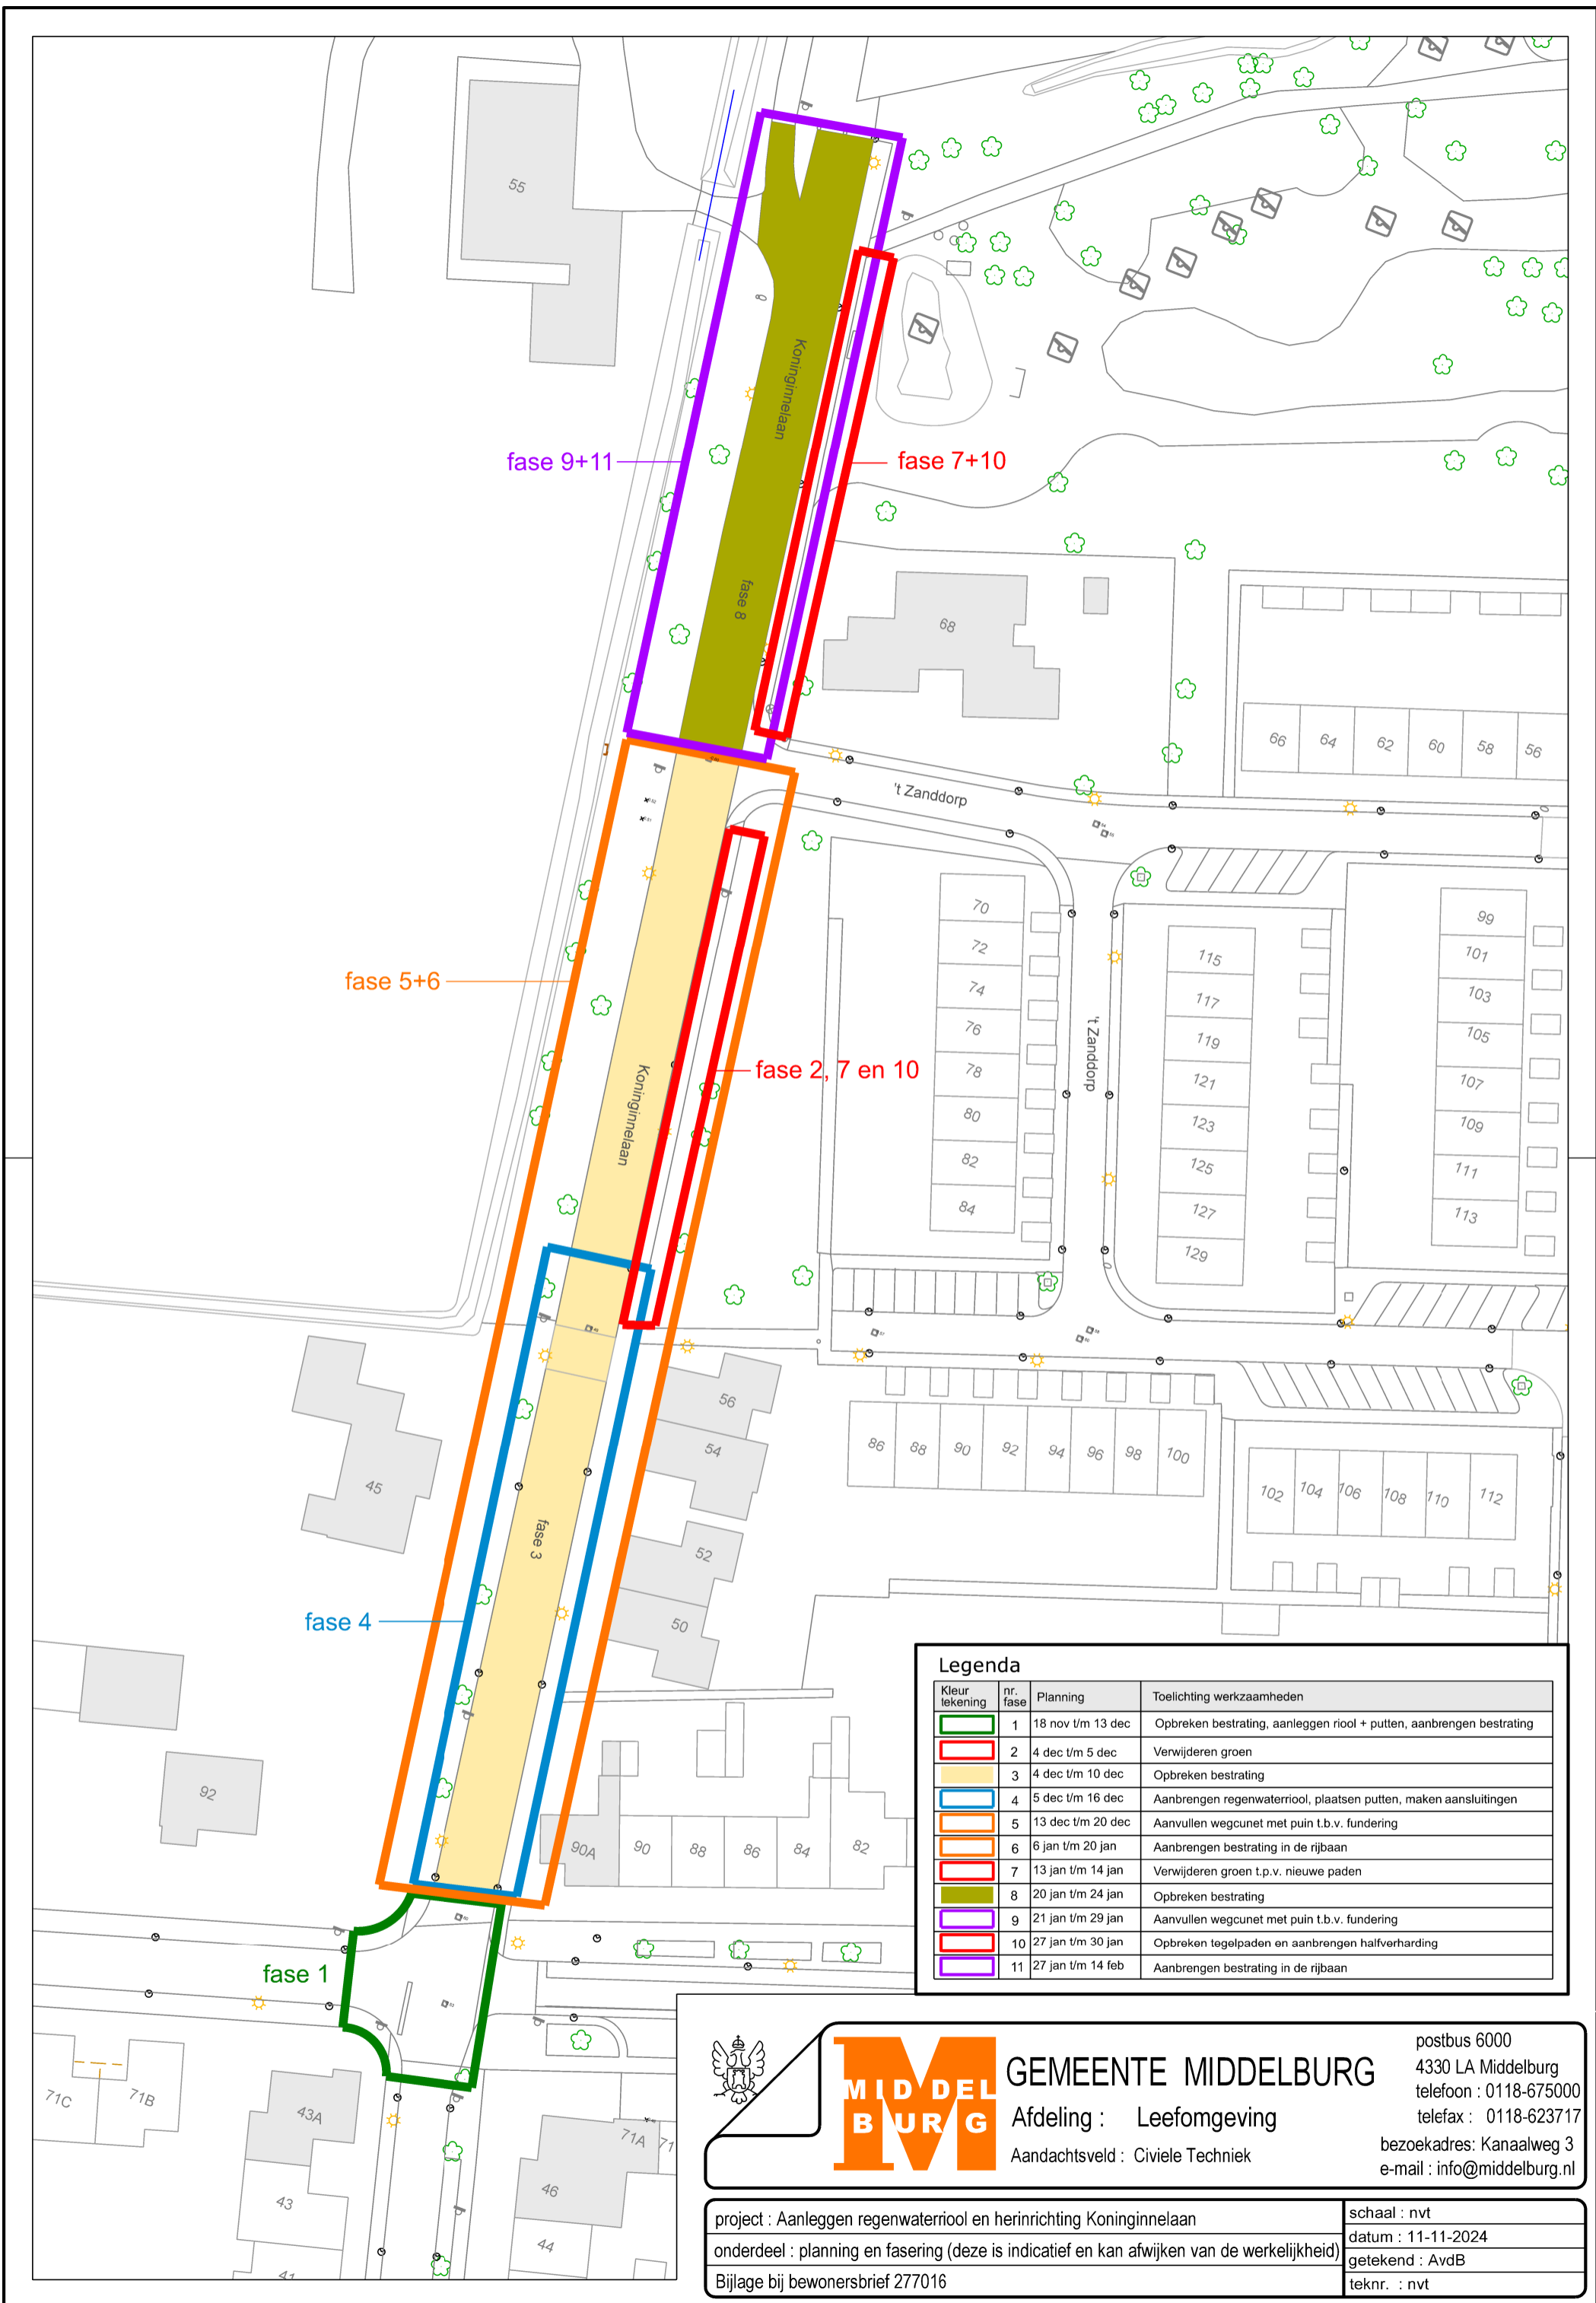 55
Koninginnelaan
fase 9+11
fase 7+10
fase 8
68
66 64 62 60 58 56
't Zanddorp
70
72
74
76
78
80
82
84
't Zanddorp
115
117
119
121
123
125
127
129
99
101
103
105
107
109
111
113
fase 5+6
fase 2, 7 en 10
Koninginnelaan
56
54
52
50
45
86 88 90 92 94 96 98 100
102 104 106 108 110 112
fase 3
fase 4
92
90A 90 88 86 84 82
fase 1
71C 71B
43A
43
41
71A 71
46
44
Legenda
Kleur tekening nr. fase Planning Toelichting werkzaamheden
1 18 nov t/m 13 dec Opbreken bestrating, aanleggen riool + putten, aanbrengen bestrating
2 4 dec t/m 5 dec Verwijderen groen
3 4 dec t/m 10 dec Opbreken bestrating
4 5 dec t/m 16 dec Aanbrengen regenwaterriool, plaatsen putten, maken aansluitingen
5 13 dec t/m 20 dec Aanvullen wegcunet met puin t.b.v. fundering
6 6 jan t/m 20 jan Aanbrengen bestrating in de rijbaan
7 13 jan t/m 14 jan Verwijderen groen t.p.v. nieuwe paden
8 20 jan t/m 24 jan Opbreken bestrating
9 21 jan t/m 29 jan Aanvullen wegcunet met puin t.b.v. fundering
10 27 jan t/m 30 jan Opbreken tegelpaden en aanbrengen halfverharding
11 27 jan t/m 14 feb Aanbrengen bestrating in de rijbaan
MIDDEL
BURG
GEMEENTE MIDDELBURG
Afdeling : Leefomgeving
Aandachtsveld : Civiele Techniek
postbus 6000
4330 LA Middelburg
telefoon : 0118-675000
telefax : 0118-623717
bezoekadres: Kanaalweg 3
e-mail : info@middelburg.nl
project : Aanleggen regenwaterriool en herinrichting Koninginnelaan
onderdeel : planning en fasering (deze is indicatief en kan afwijken van de werkelijkheid)
Bijlage bij bewonersbrief 277016
schaal : nvt
datum : 11-11-2024
getekend : AvdB
teknr. : nvt